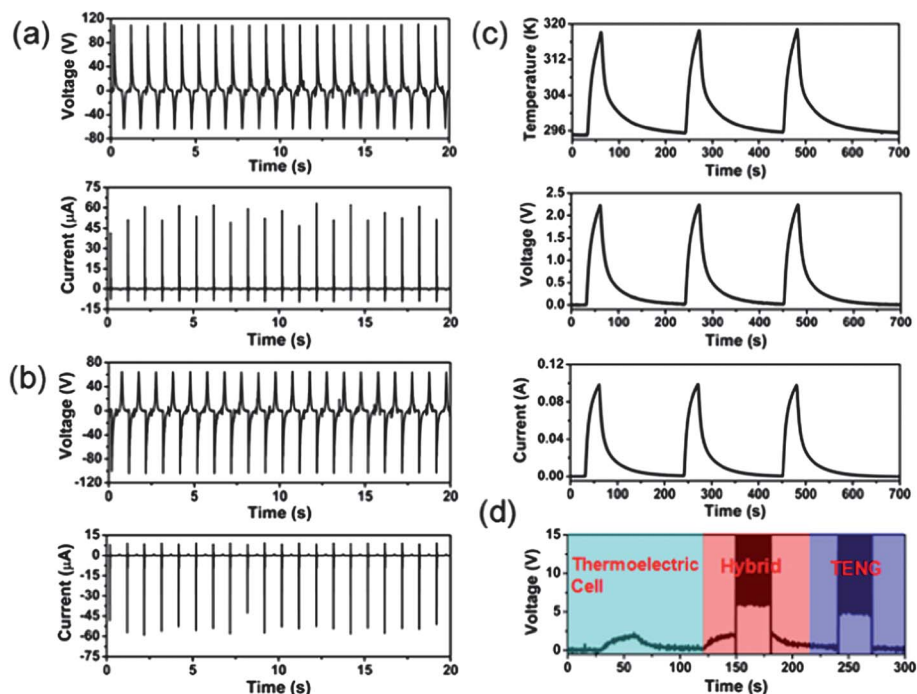 (a)
120
80
40
0
-40
-80
Voltage (V)
0 5 10 15 20
Time (s)
75
60
45
30
15
0
-15
Current (μA)
0 5 10 15 20
Time (s)
(b)
80
40
0
-40
-80
-120
Voltage (V)
0 5 10 15 20
Time (s)
15
0
-15
-30
-45
-60
-75
Current (μA)
0 5 10 15 20
Time (s)
(c)
320
312
304
296
Temperature (K)
0 100 200 300 400 500 600 700
Time (s)
2.5
2.0
1.5
1.0
0.5
0.0
Voltage (V)
0 100 200 300 400 500 600 700
Time (s)
0.12
0.08
0.04
0.00
Current (A)
0 100 200 300 400 500 600 700
Time (s)
(d)
15
10
5
0
Voltage (V)
Thermoelectric
Cell
Hybrid
TENG
0 50 100 150 200 250 300
Time (s)